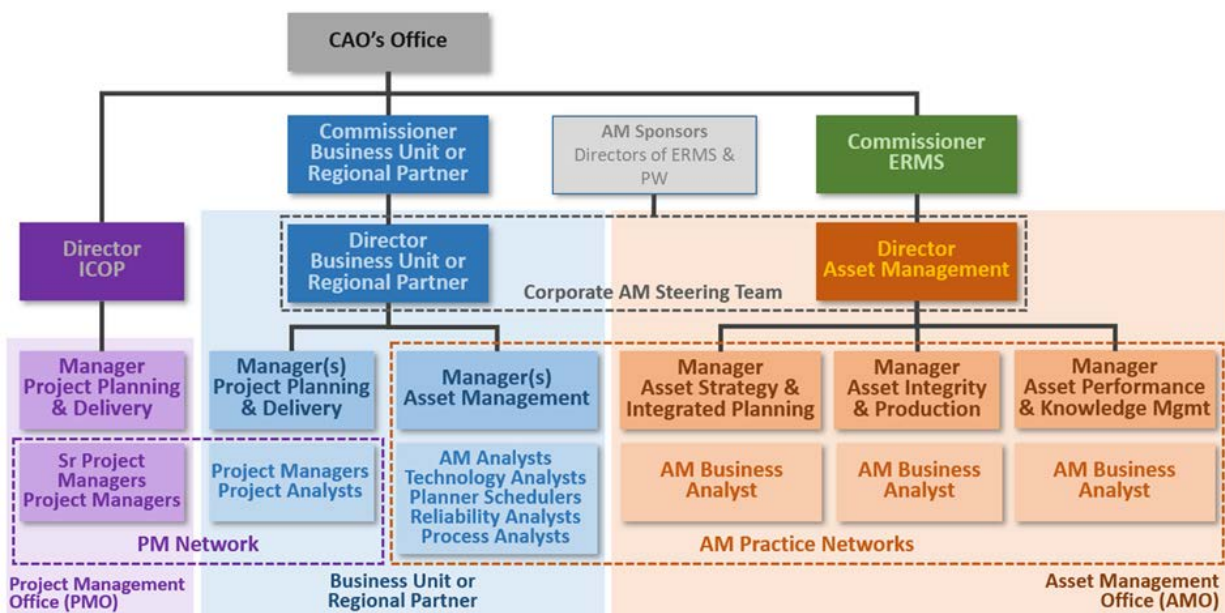 CAO's Office
Commissioner
Business Unit or
Regional Partner
AM Sponsors
Directors of ERMS &
PW
Commissioner
ERMS
Director
ICOP
Director
Business Unit or
Regional Partner
Director
Asset Management
Corporate AM Steering Team
Manager
Project Planning
& Delivery
Manager(s)
Project Planning
& Delivery
Manager(s)
Asset Management
Manager
Asset Strategy &
Integrated Planning
Manager
Asset Integrity
& Production
Manager
Asset Performance
& Knowledge Mgmt
Sr Project
Managers
Project Managers
Project Managers
Project Analysts
AM Analysts
Technology Analysts
Planner Schedulers
Reliability Analysts
Process Analysts
AM Business
Analyst
AM Business
Analyst
AM Business
Analyst
PM Network
AM Practice Networks
Project Management
Office (PMO)
Business Unit or
Regional Partner
Asset Management
Office (AMO)